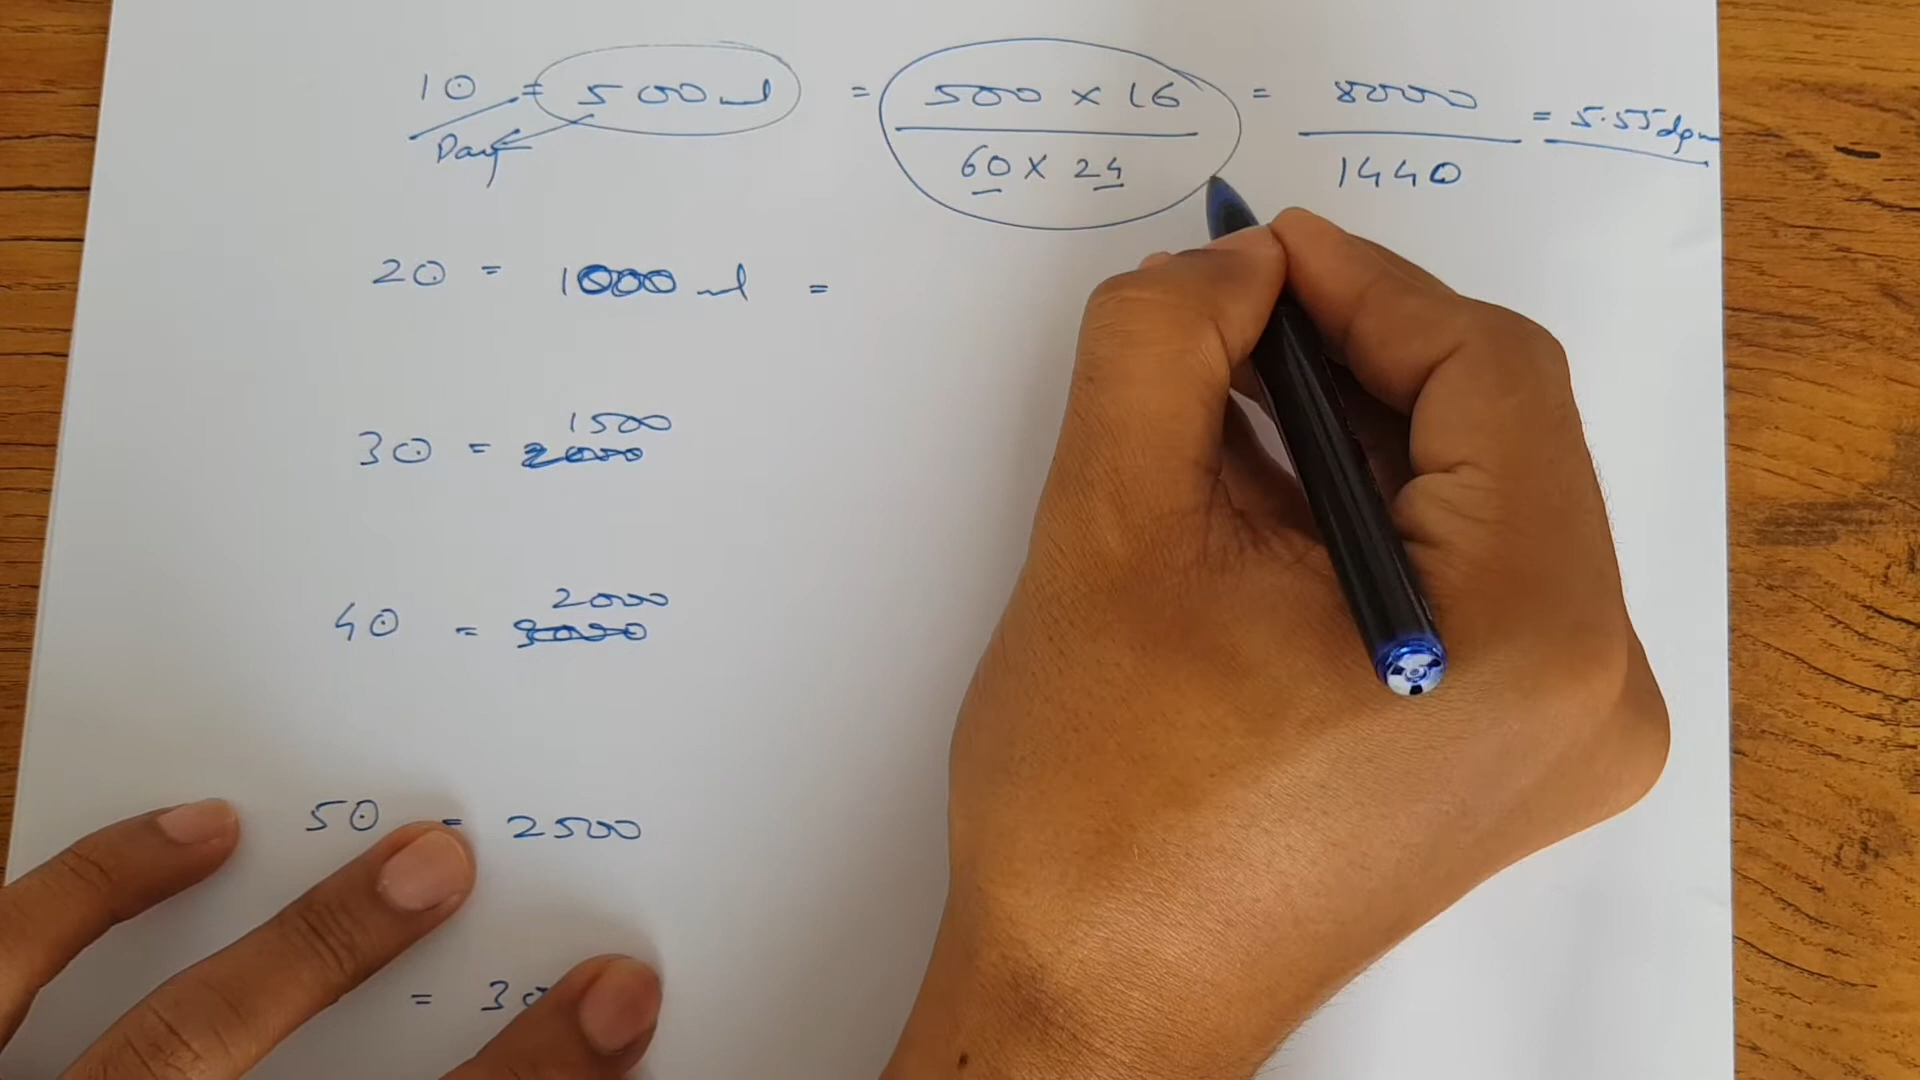 10 = 500 ml = 500 x 16 = 8000 = 5.55 dpm
Day 60 x 24 1440
20 = 1000 ml =
1500
30 = 2000
2000
40 = 3000
50 = 2500
= 30